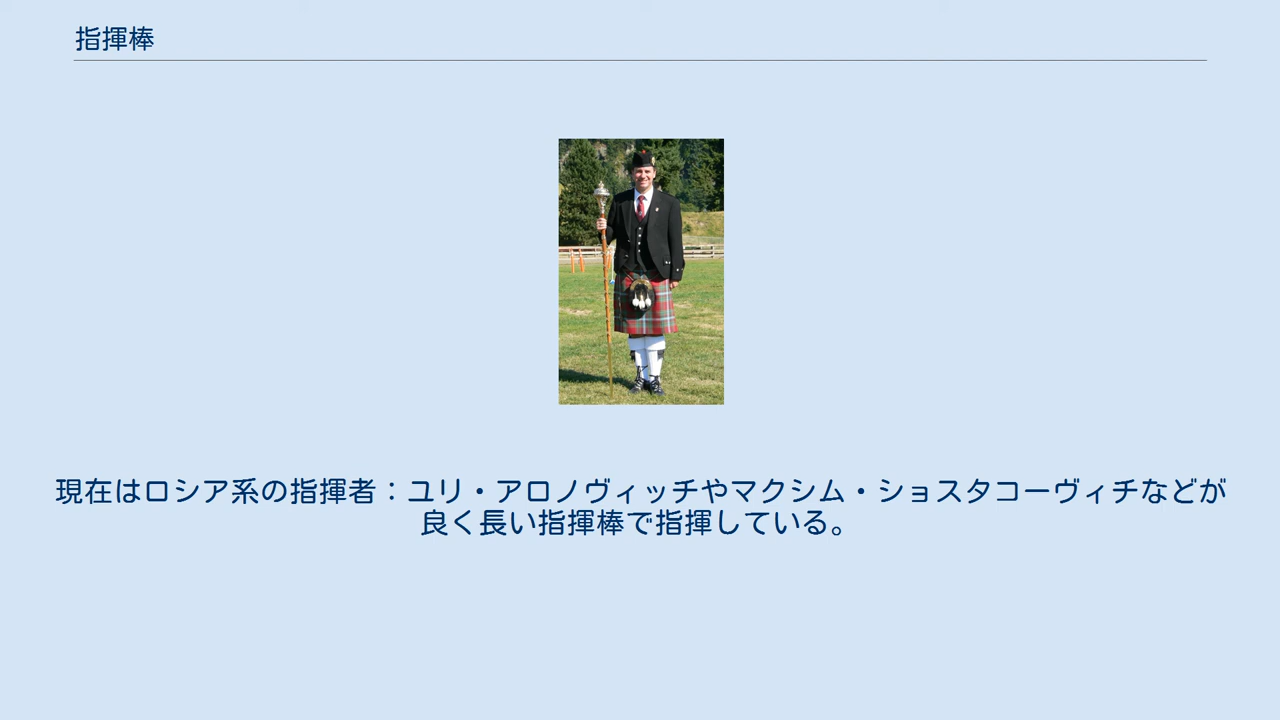 指揮棒
現在はロシア系の指揮者：ユリ・アロノヴィッチやマクシム・ショスタコーヴィチなどが
良く長い指揮棒で指揮している。